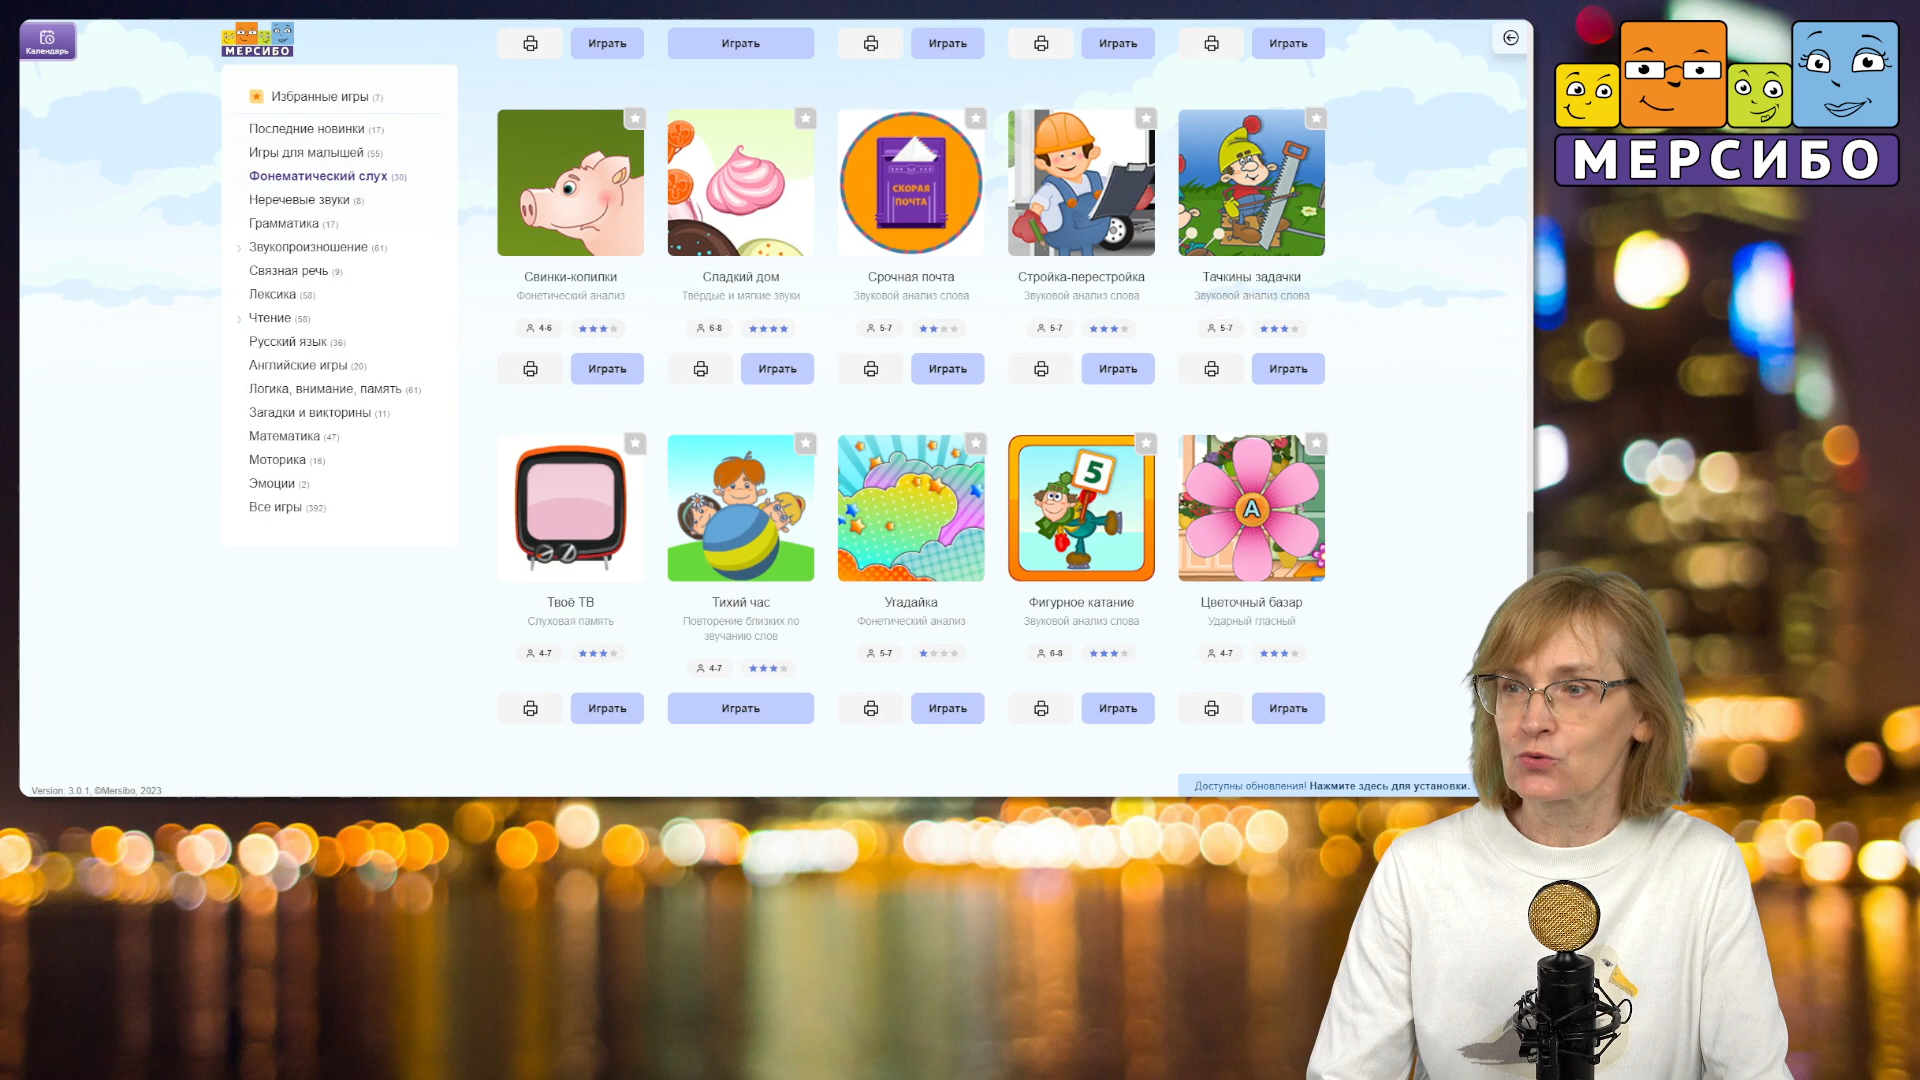 Календарь
МЕРСИБО
Играть
Играть
Играть
Играть
Играть
МЕРСИБО
Избранные игры (7)
Последние новинки (17)
Игры для малышей (55)
Фонематический слух (30)
Неречевые звуки (8)
Грамматика (17)
Звукопроизношение (61)
Связная речь (9)
Лексика (58)
Чтение (58)
Русский язык (36)
Английские игры (20)
Логика, внимание, память (61)
Загадки и викторины (11)
Математика (47)
Моторика (16)
Эмоции (2)
Все игры (392)
СКОРАЯ
ПОЧТА
Свинки-копилки
Фонетический анализ
4-6
Играть
Сладкий дом
Твёрдые и мягкие звуки
6-8
Играть
Срочная почта
Звуковой анализ слова
5-7
Играть
Стройка-перестройка
Звуковой анализ слова
5-7
Играть
Тачкины задачки
Звуковой анализ слова
5-7
Играть
Твоё ТВ
Слуховая память
4-7
Играть
Тихий час
Повторение близких по
звучанию слов
4-7
Играть
Угадайка
Фонетический анализ
5-7
Играть
5
Фигурное катание
Звуковой анализ слова
6-8
Играть
А
Цветочный базар
Ударный гласный
4-7
Играть
Version: 3.0.1, ©Mersibo, 2023
Доступны обновления! Нажмите здесь для установки.